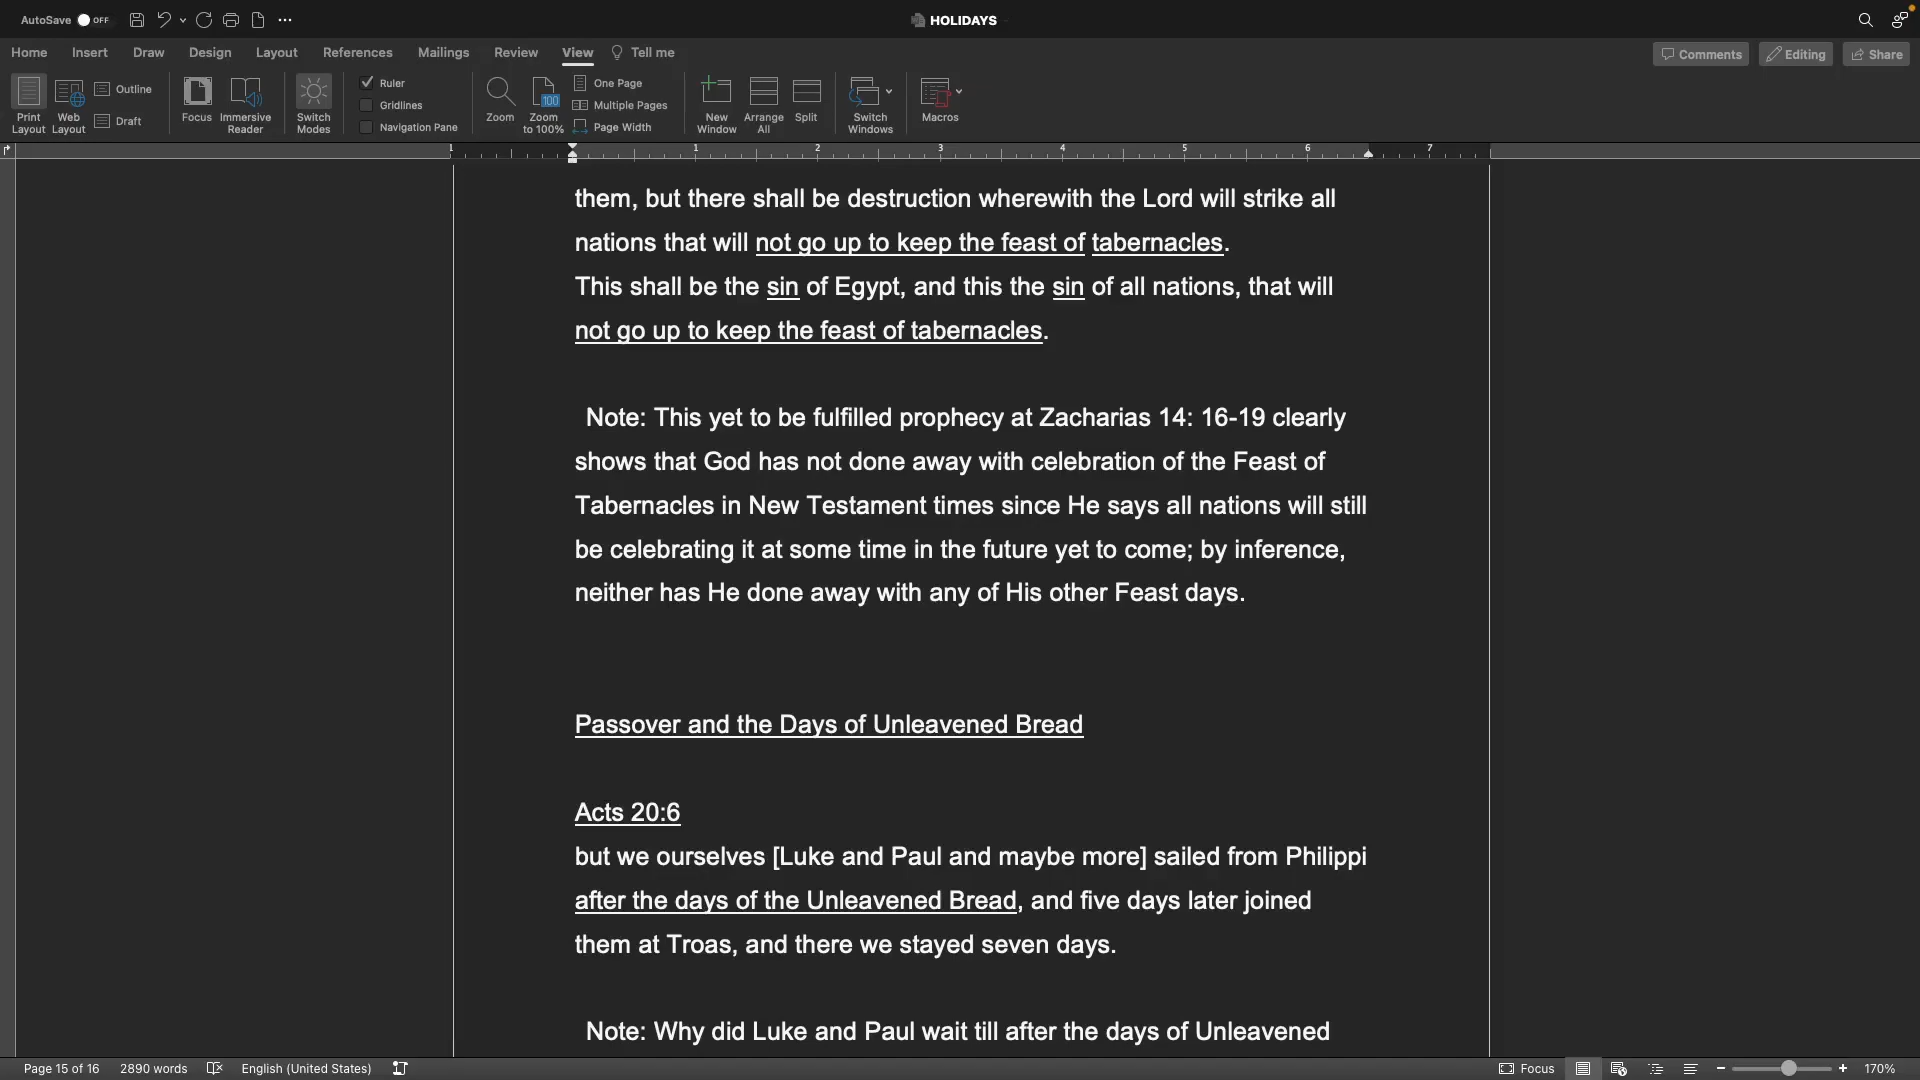 AutoSave OFF HOLIDAYS
Home Insert Draw Design Layout References Mailings Review View Tell me Comments Editing Share
Print Layout
Web Layout
Outline
Draft
Focus
Immersive Reader
Switch Modes
Ruler
Gridlines
Navigation Pane
Zoom
Zoom to 100%
100
One Page
Multiple Pages
Page Width
New Window
Arrange All
Split
Switch Windows
Macros
1 1 2 3 4 5 6 7
them, but there shall be destruction wherewith the Lord will strike all
nations that will not go up to keep the feast of tabernacles.
This shall be the sin of Egypt, and this the sin of all nations, that will
not go up to keep the feast of tabernacles.
Note: This yet to be fulfilled prophecy at Zacharias 14: 16-19 clearly
shows that God has not done away with celebration of the Feast of
Tabernacles in New Testament times since He says all nations will still
be celebrating it at some time in the future yet to come; by inference,
neither has He done away with any of His other Feast days.
Passover and the Days of Unleavened Bread
Acts 20:6
but we ourselves [Luke and Paul and maybe more] sailed from Philippi
after the days of the Unleavened Bread, and five days later joined
them at Troas, and there we stayed seven days.
Note: Why did Luke and Paul wait till after the days of Unleavened
Page 15 of 16 2890 words English (United States) Focus 170%